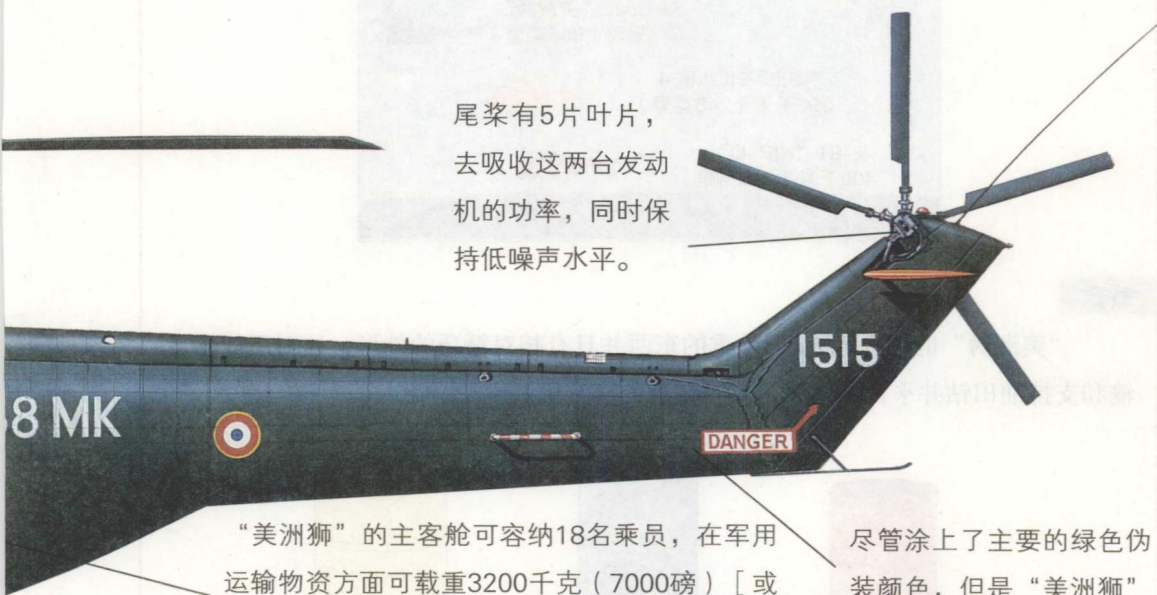 尾桨有5片叶片，
去吸收这两台发动
机的功率，同时保
持低噪声水平。
1515
8 MK
DANGER
“美洲狮”的主客舱可容纳18名乘员，在军用
运输物资方面可载重3200千克（7000磅）［或
尽管涂上了主要的绿色伪
装颜色，但是“美洲狮”